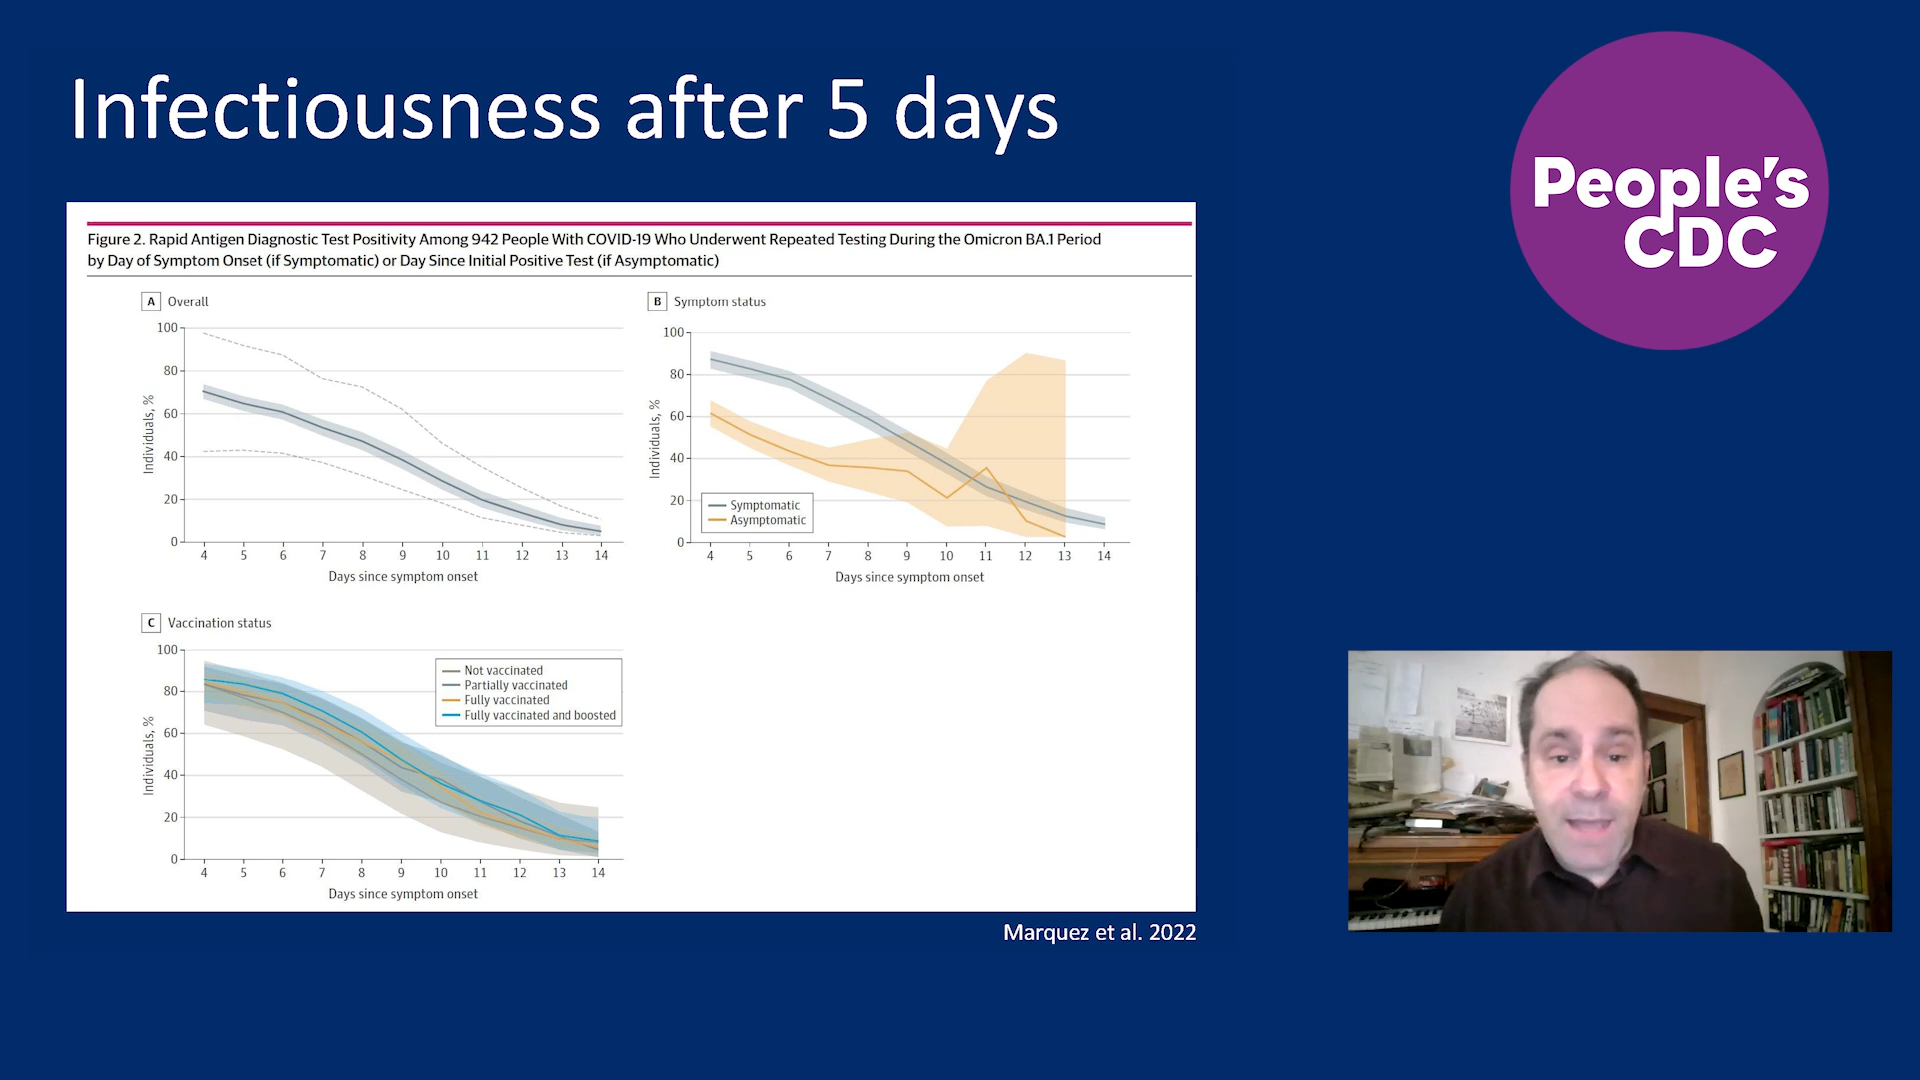 Infectiousness after 5 days
People's
CDC
Figure 2. Rapid Antigen Diagnostic Test Positivity Among 942 People With COVID-19 Who Underwent Repeated Testing During the Omicron BA.1 Period
by Day of Symptom Onset (if Symptomatic) or Day Since Initial Positive Test (if Asymptomatic)
A Overall
100
80
60
40
20
0
Individuals, %
4 5 6 7 8 9 10 11 12 13 14
Days since symptom onset
B Symptom status
100
80
60
40
20
0
Individuals, %
Symptomatic
Asymptomatic
4 5 6 7 8 9 10 11 12 13 14
Days since symptom onset
C Vaccination status
100
80
60
40
20
0
Individuals, %
Not vaccinated
Partially vaccinated
Fully vaccinated
Fully vaccinated and boosted
4 5 6 7 8 9 10 11 12 13 14
Days since symptom onset
Marquez et al. 2022